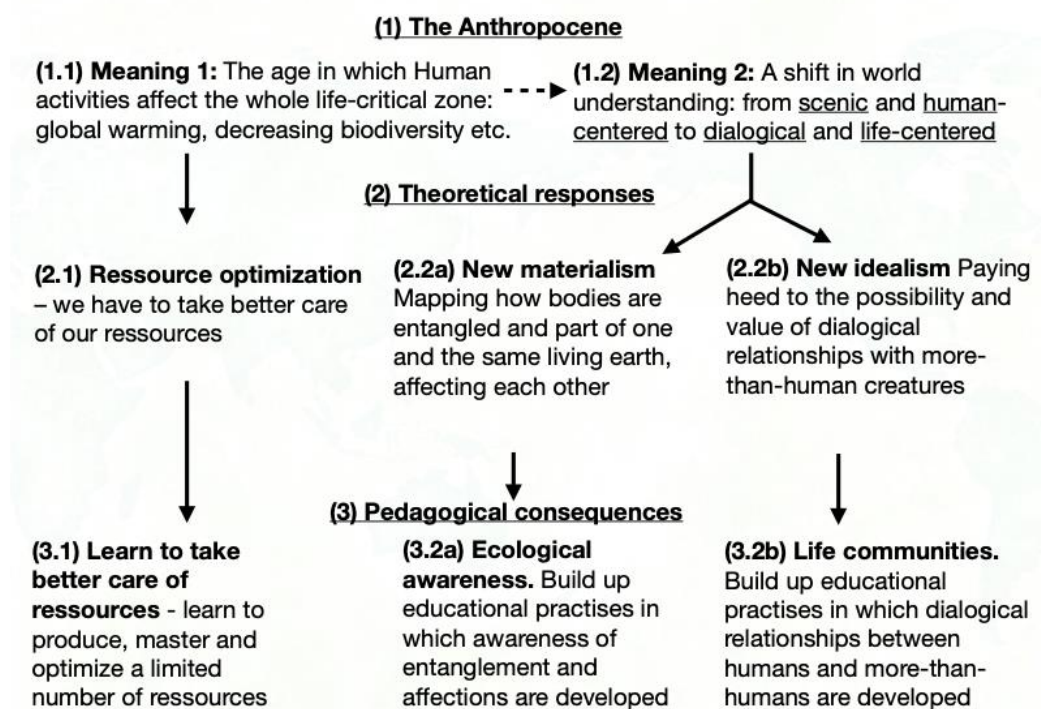 (1) The Anthropocene
(1.1) Meaning 1: The age in which Human
activities affect the whole life-critical zone:
global warming, decreasing biodiversity etc.
(1.2) Meaning 2: A shift in world
understanding: from scenic and human-
centered to dialogical and life-centered
(2) Theoretical responses
(2.1) Ressource optimization
– we have to take better care
of our ressources
(2.2a) New materialism
Mapping how bodies are
entangled and part of one
and the same living earth,
affecting each other
(2.2b) New idealism Paying
heed to the possibility and
value of dialogical
relationships with more-
than-human creatures
(3) Pedagogical consequences
(3.1) Learn to take
better care of
ressources - learn to
produce, master and
optimize a limited
number of ressources
(3.2a) Ecological
awareness. Build up
educational practises in
which awareness of
entanglement and
affections are developed
(3.2b) Life communities.
Build up educational
practises in which dialogical
relationships between
humans and more-than-
humans are developed